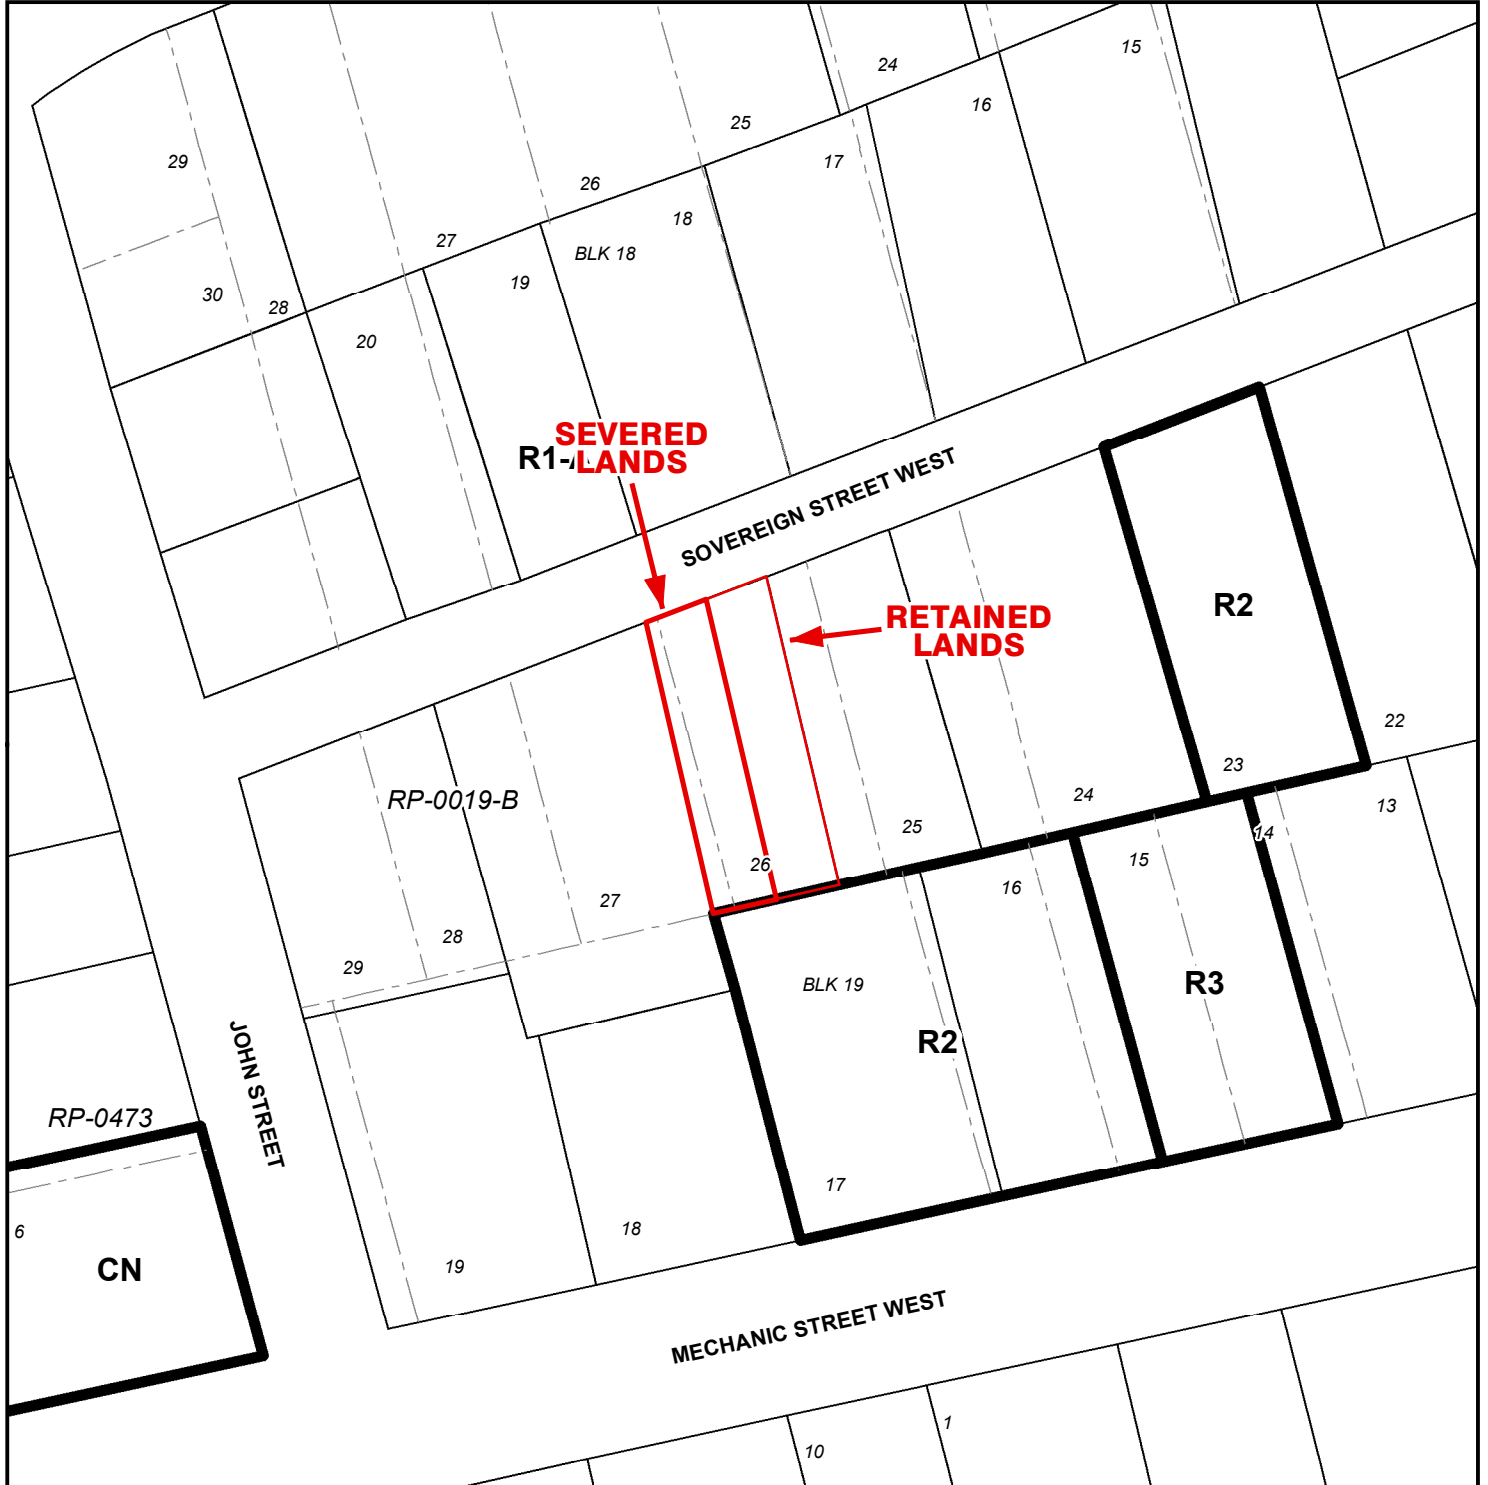 15
24
16
25
29
17
26
18
27
BLK 18
19
30
28
20
SEVERED
R1-
LANDS
SOVEREIGN STREET WEST
R2
RETAINED
LANDS
22
23
24
RP-0019-B
13
25
14
15
26
16
27
28
29
BLK 19
R3
R2
JOHN STREET
RP-0473
17
18
6
19
CN
MECHANIC STREET WEST
1
10